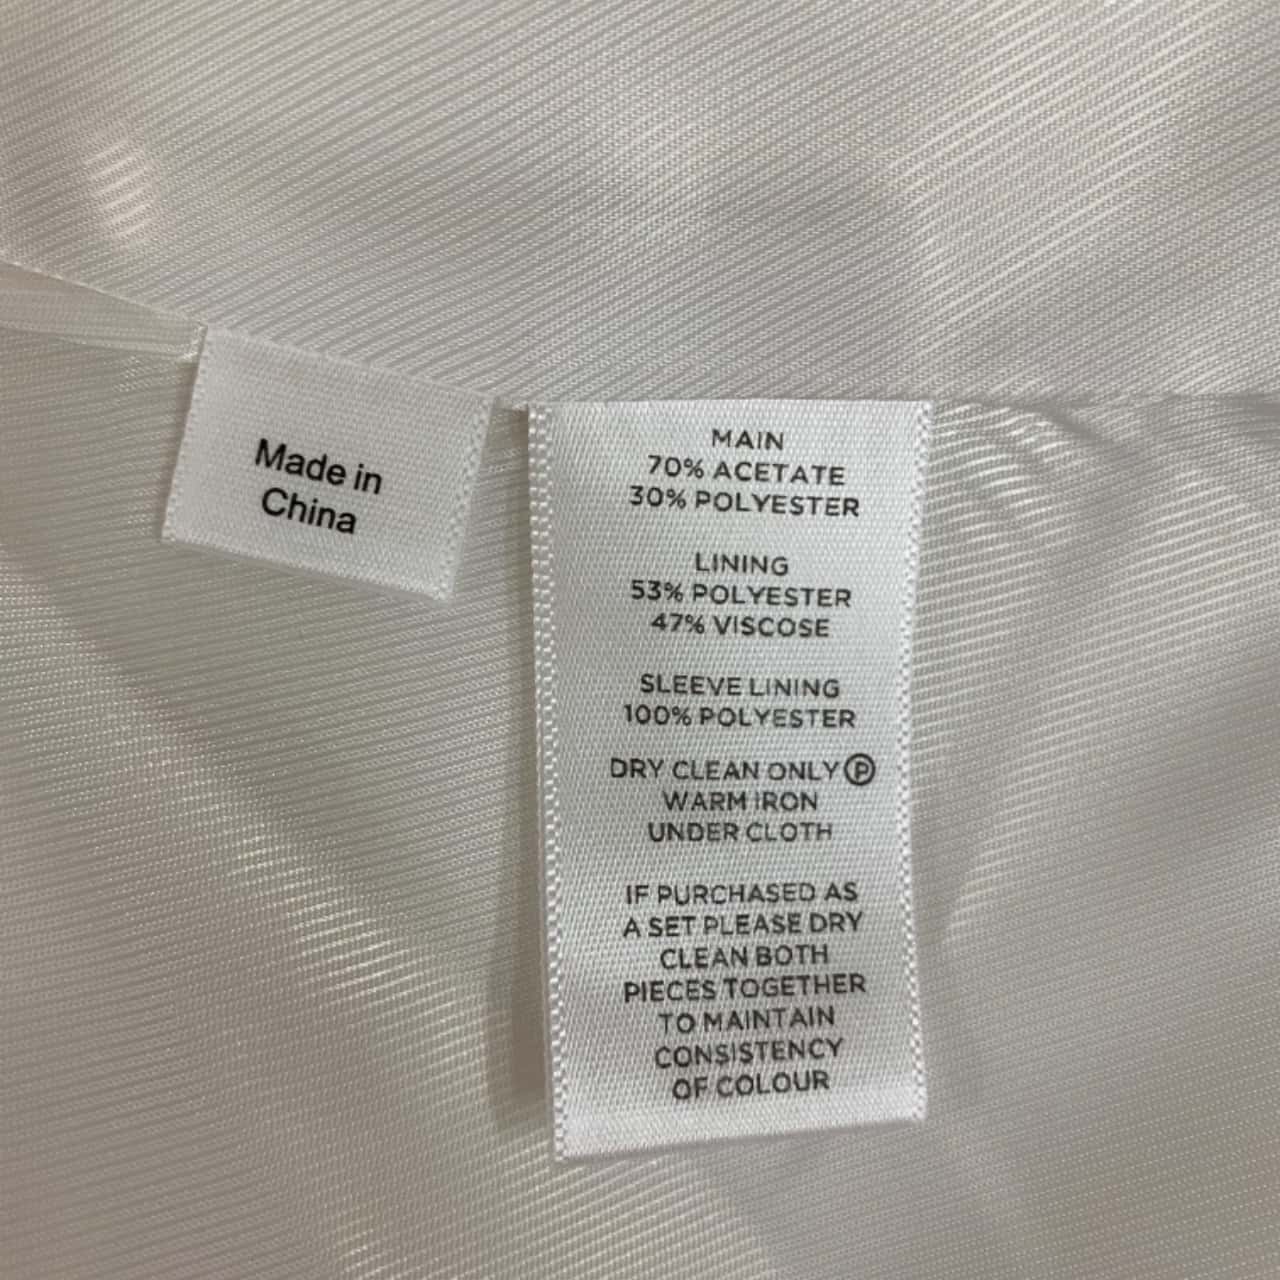 Made in
China
MAIN
70% ACETATE
30% POLYESTER
LINING
53% POLYESTER
47% VISCOSE
SLEEVE LINING
100% POLYESTER
DRY CLEAN ONLY Ⓟ
WARM IRON
UNDER CLOTH
IF PURCHASED AS
A SET PLEASE DRY
CLEAN BOTH
PIECES TOGETHER
TO MAINTAIN
CONSISTENCY
OF COLOUR